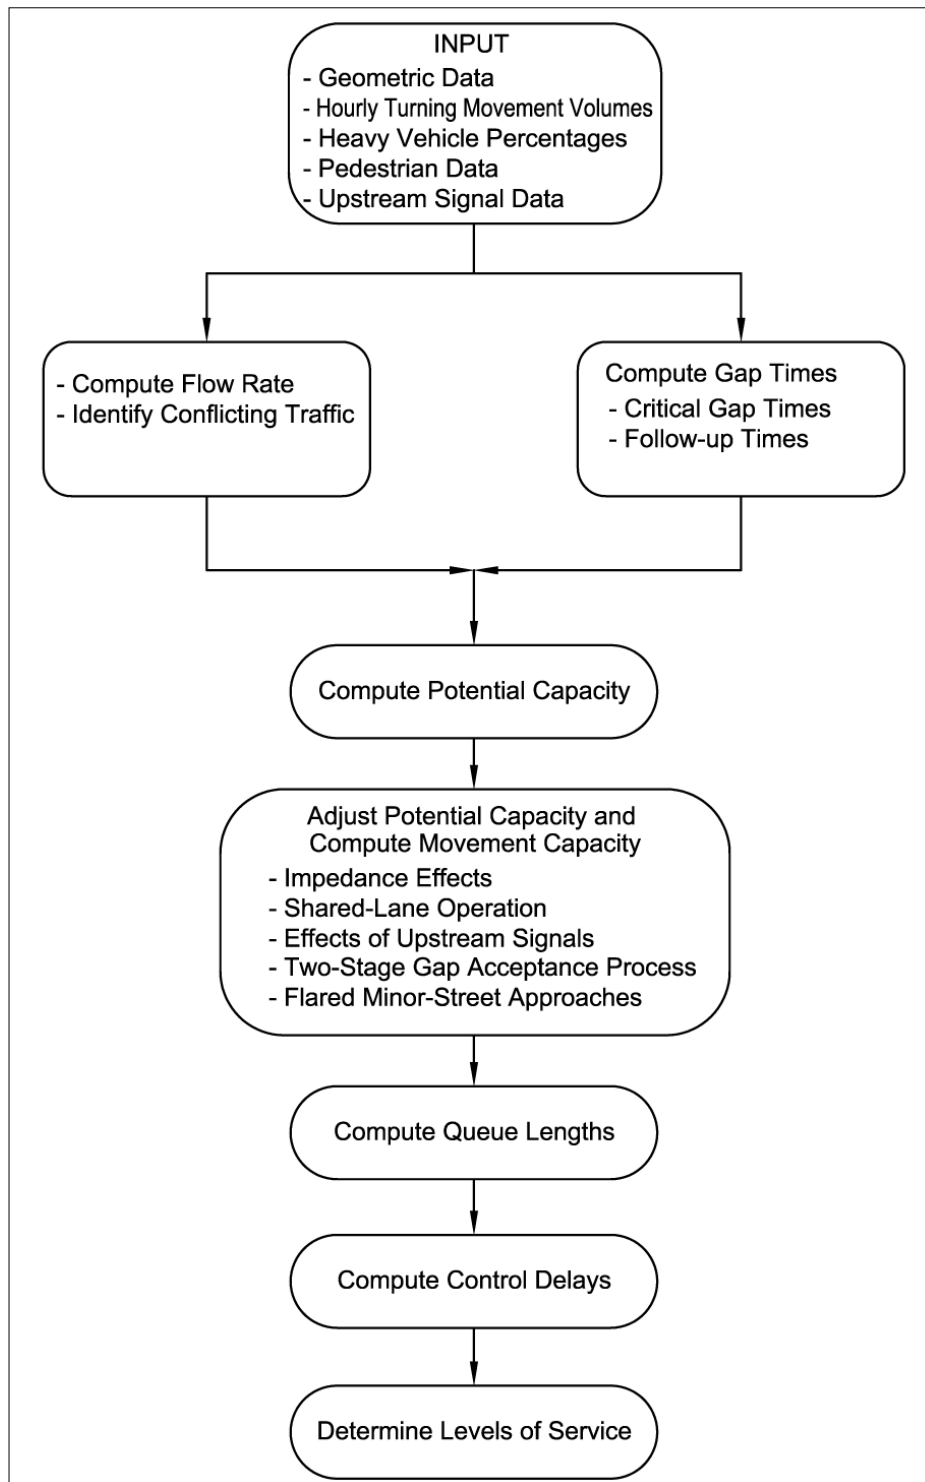 INPUT
- Geometric Data
- Hourly Turning Movement Volumes
- Heavy Vehicle Percentages
- Pedestrian Data
- Upstream Signal Data
- Compute Flow Rate
- Identify Conflicting Traffic
Compute Gap Times
- Critical Gap Times
- Follow-up Times
Compute Potential Capacity
Adjust Potential Capacity and
Compute Movement Capacity
- Impedance Effects
- Shared-Lane Operation
- Effects of Upstream Signals
- Two-Stage Gap Acceptance Process
- Flared Minor-Street Approaches
Compute Queue Lengths
Compute Control Delays
Determine Levels of Service